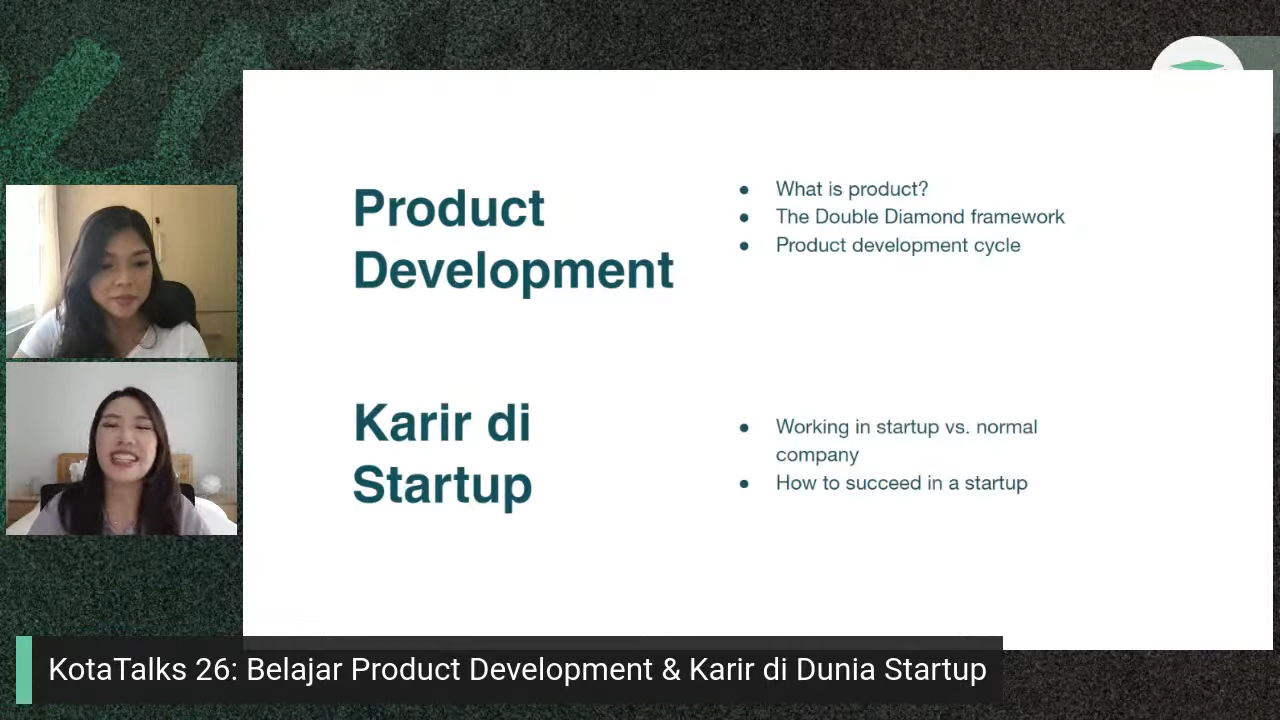 Product
Development
● What is product?
● The Double Diamond framework
● Product development cycle
Karir di
Startup
● Working in startup vs. normal
company
● How to succeed in a startup
KotaTalks 26: Belajar Product Development & Karir di Dunia Startup